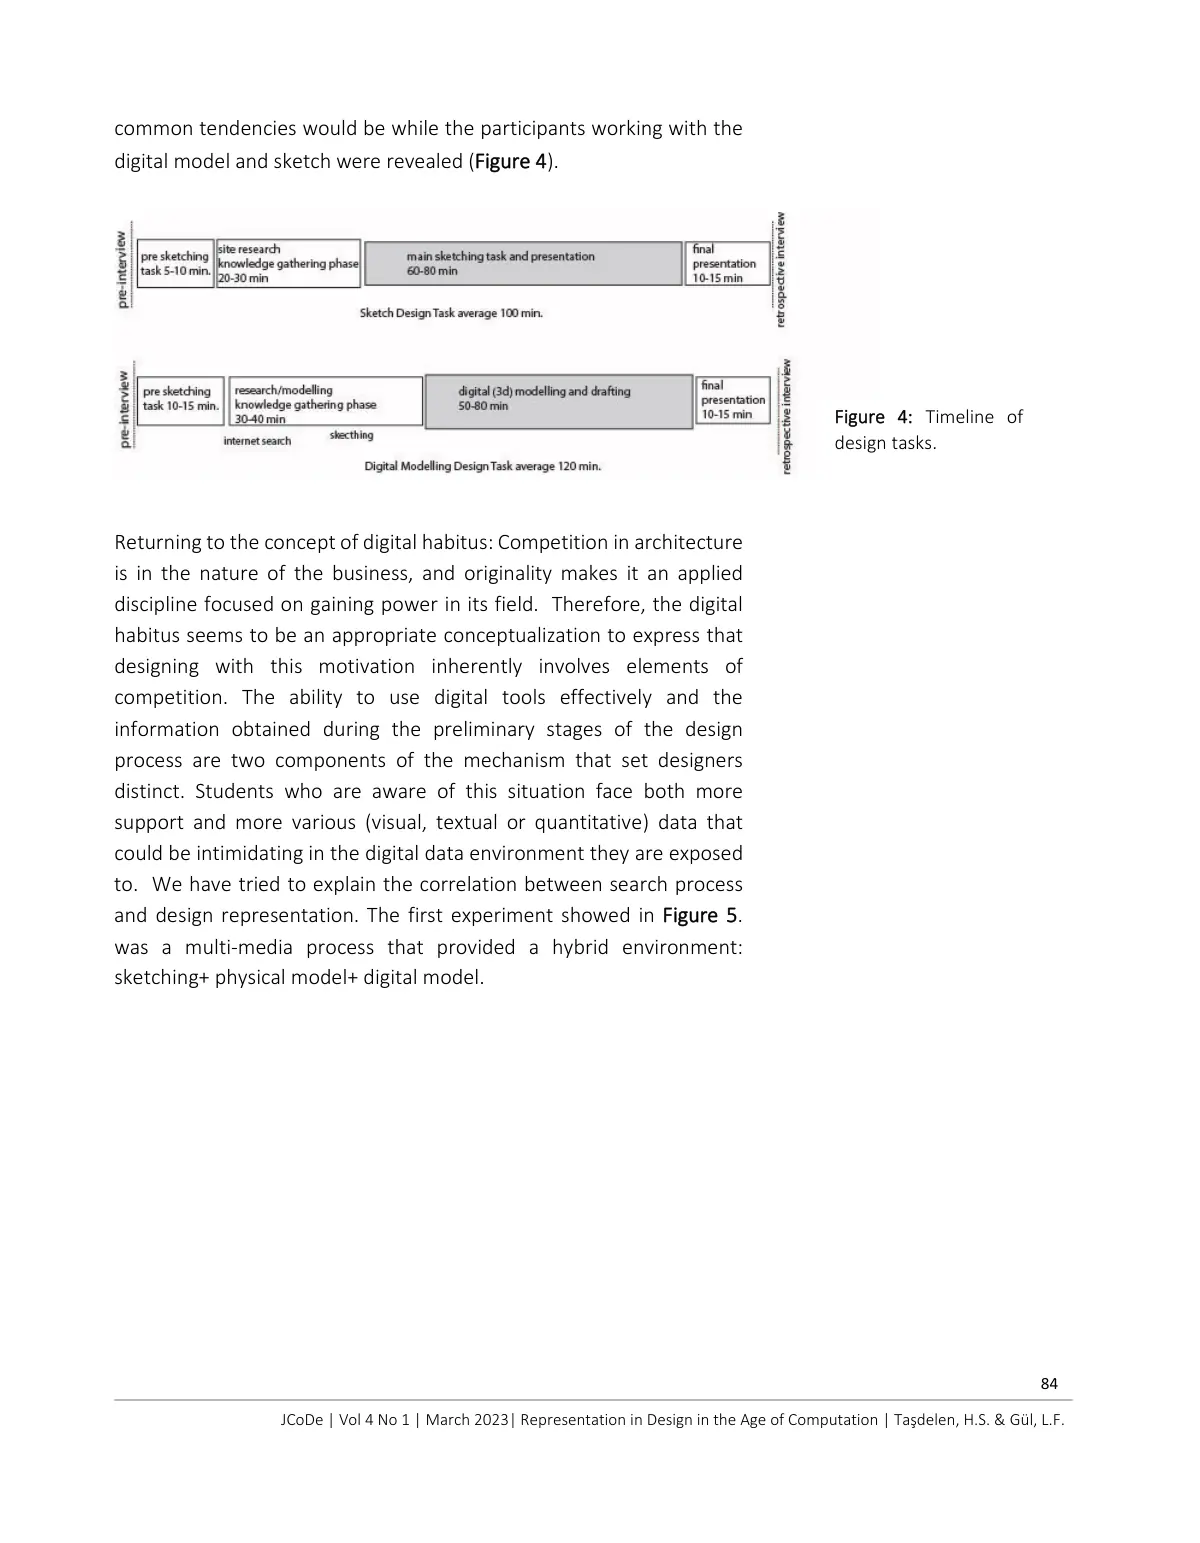 common tendencies would be while the participants working with the
digital model and sketch were revealed (Figure 4).
pre-interview
pre sketching
task 5-10 min.
site research
knowledge gathering phase
20-30 min
main sketching task and presentation
60-80 min
final
presentation
10-15 min
retrospective interview
Sketch Design Task average 100 min.
pre-interview
pre sketching
task 10-15 min.
research/modelling
knowledge gathering phase
30-40 min
internet search
skecthing
digital (3d) modelling and drafting
50-80 min
final
presentation
10-15 min
retrospective interview
Digital Modelling Design Task average 120 min.
Figure 4: Timeline of
design tasks.
Returning to the concept of digital habitus: Competition in architecture
is in the nature of the business, and originality makes it an applied
discipline focused on gaining power in its field. Therefore, the digital
habitus seems to be an appropriate conceptualization to express that
designing with this motivation inherently involves elements of
competition. The ability to use digital tools effectively and the
information obtained during the preliminary stages of the design
process are two components of the mechanism that set designers
distinct. Students who are aware of this situation face both more
support and more various (visual, textual or quantitative) data that
could be intimidating in the digital data environment they are exposed
to. We have tried to explain the correlation between search process
and design representation. The first experiment showed in Figure 5.
was a multi-media process that provided a hybrid environment:
sketching+ physical model+ digital model.
84
JCoDe | Vol 4 No 1 | March 2023| Representation in Design in the Age of Computation | Taşdelen, H.S. & Gül, L.F.